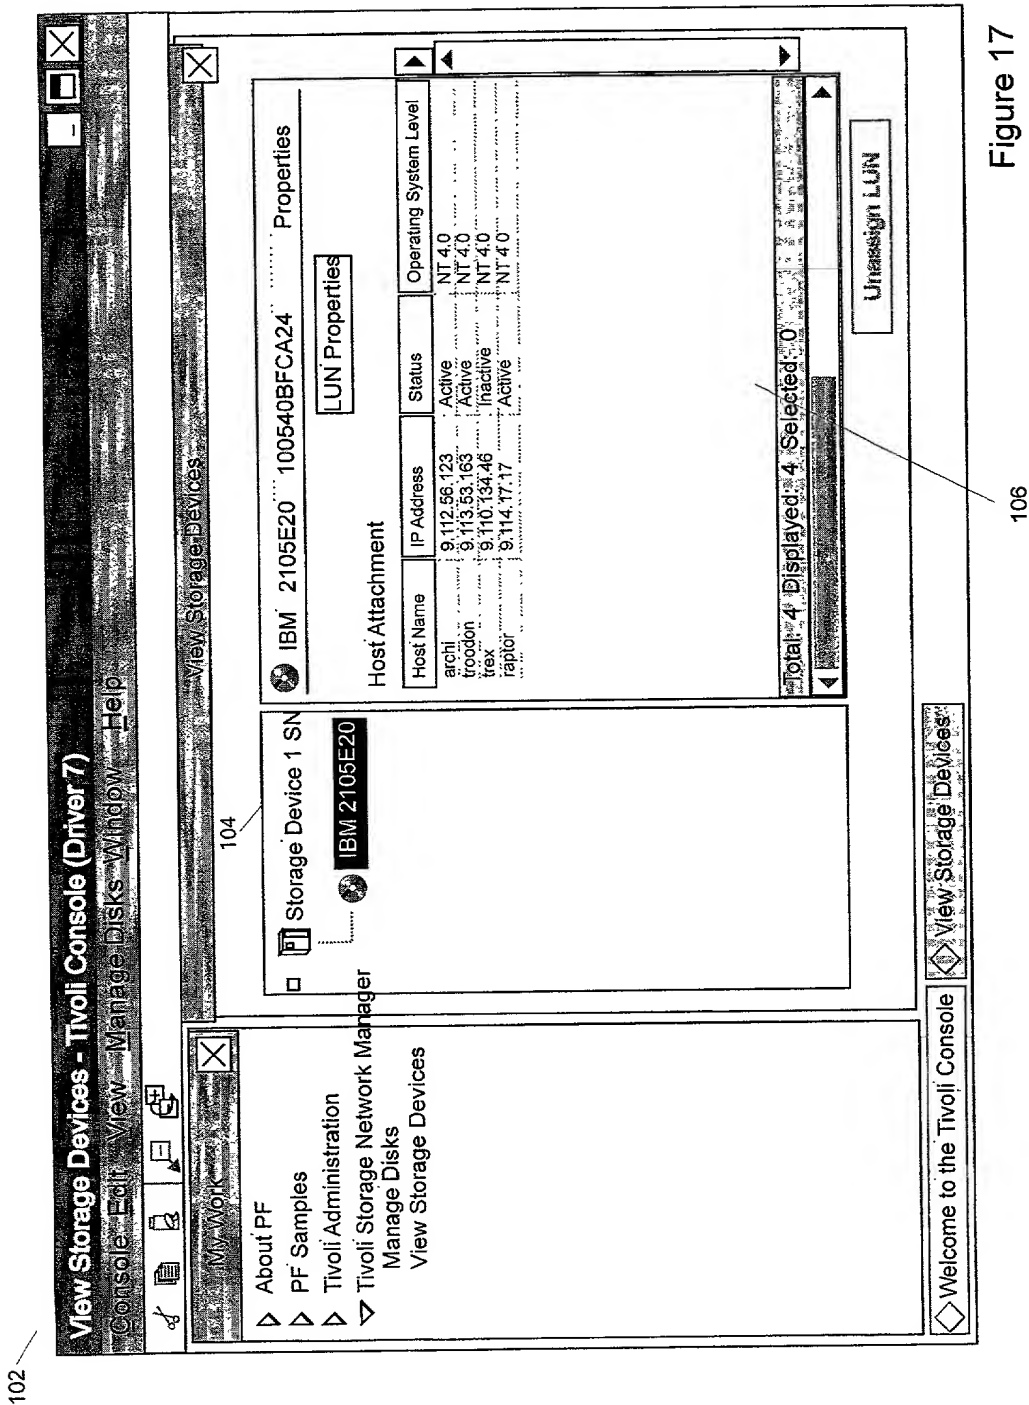 102
View Storage Devices - Tivoli Console (Driver 7)
Console Edit View Manage Disks Window Help
My Work
About PF
PF Samples
Tivoli Administration
Tivoli Storage Network Manager
Manage Disks
View Storage Devices
View Storage Devices
104
Storage Device 1 SN
IBM 2105E20
IBM 2105E20 100540BFCA24 Properties
LUN Properties
Host Attachment
Host Name IP Address Status Operating System Level
archi 9.112.56.123 Active NT 4.0
troodon 9.113.53.163 Active NT 4.0
trex 9.110.134.46 Inactive NT 4.0
raptor 9.114.17.17 Active NT 4 0
Total: 4 Displayed: 4 Selected: 0
Unassign LUN
106
Welcome to the Tivoli Console
View Storage Devices
Figure 17